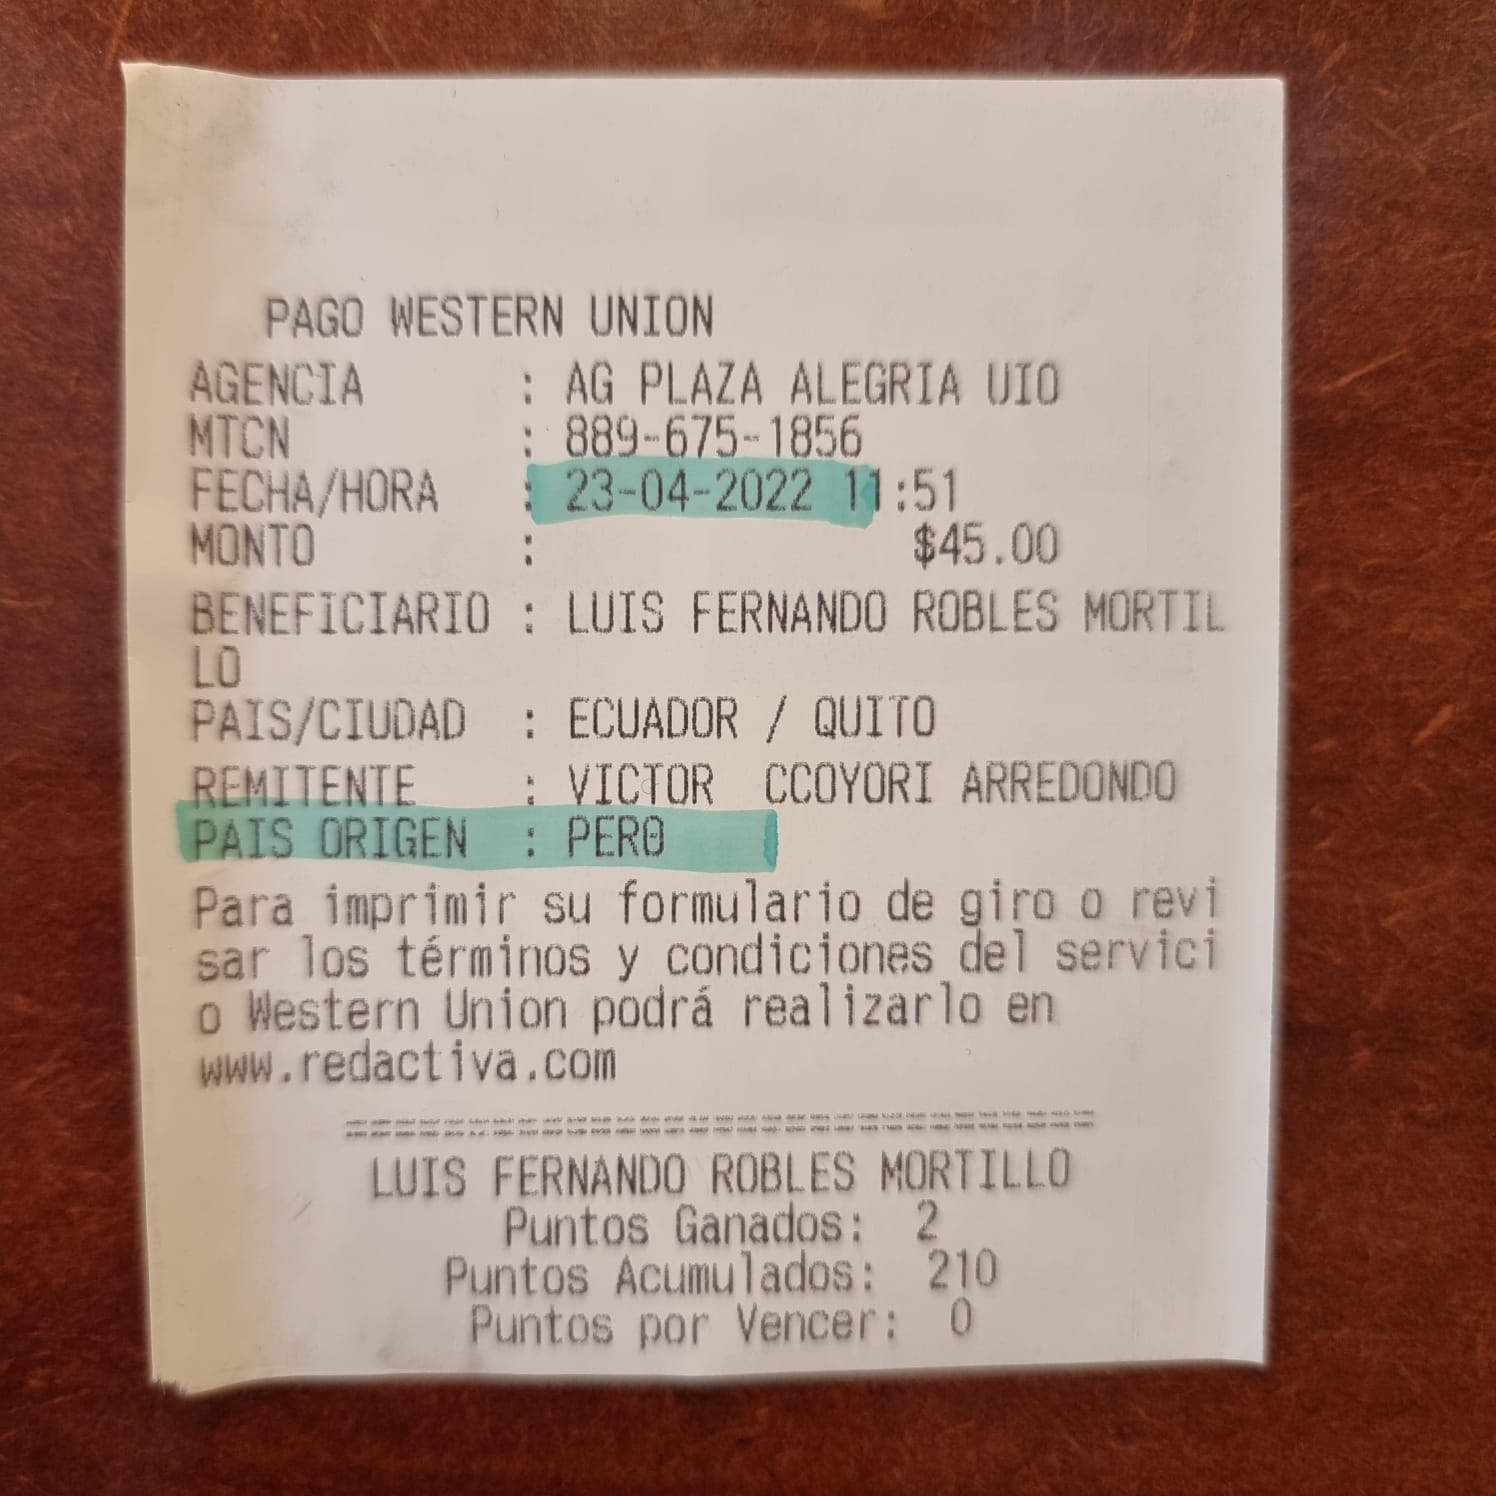 PAGO WESTERN UNION
AGENCIA : AG PLAZA ALEGRIA UIO
MTCN : 889-675-1856
FECHA/HORA : 23-04-2022 11:51
MONTO : $45.00
BENEFICIARIO : LUIS FERNANDO ROBLES MORTIL
LO
PAIS/CIUDAD : ECUADOR / QUITO
REMITENTE : VICTOR CCOYORI ARREDONDO
PAIS ORIGEN : PER0
Para imprimir su formulario de giro o revi
sar los términos y condiciones del servici
o Western Union podrá realizarlo en
www.redactiva.com
LUIS FERNANDO ROBLES MORTILLO
Puntos Ganados: 2
Puntos Acumulados: 210
Puntos por Vencer: 0